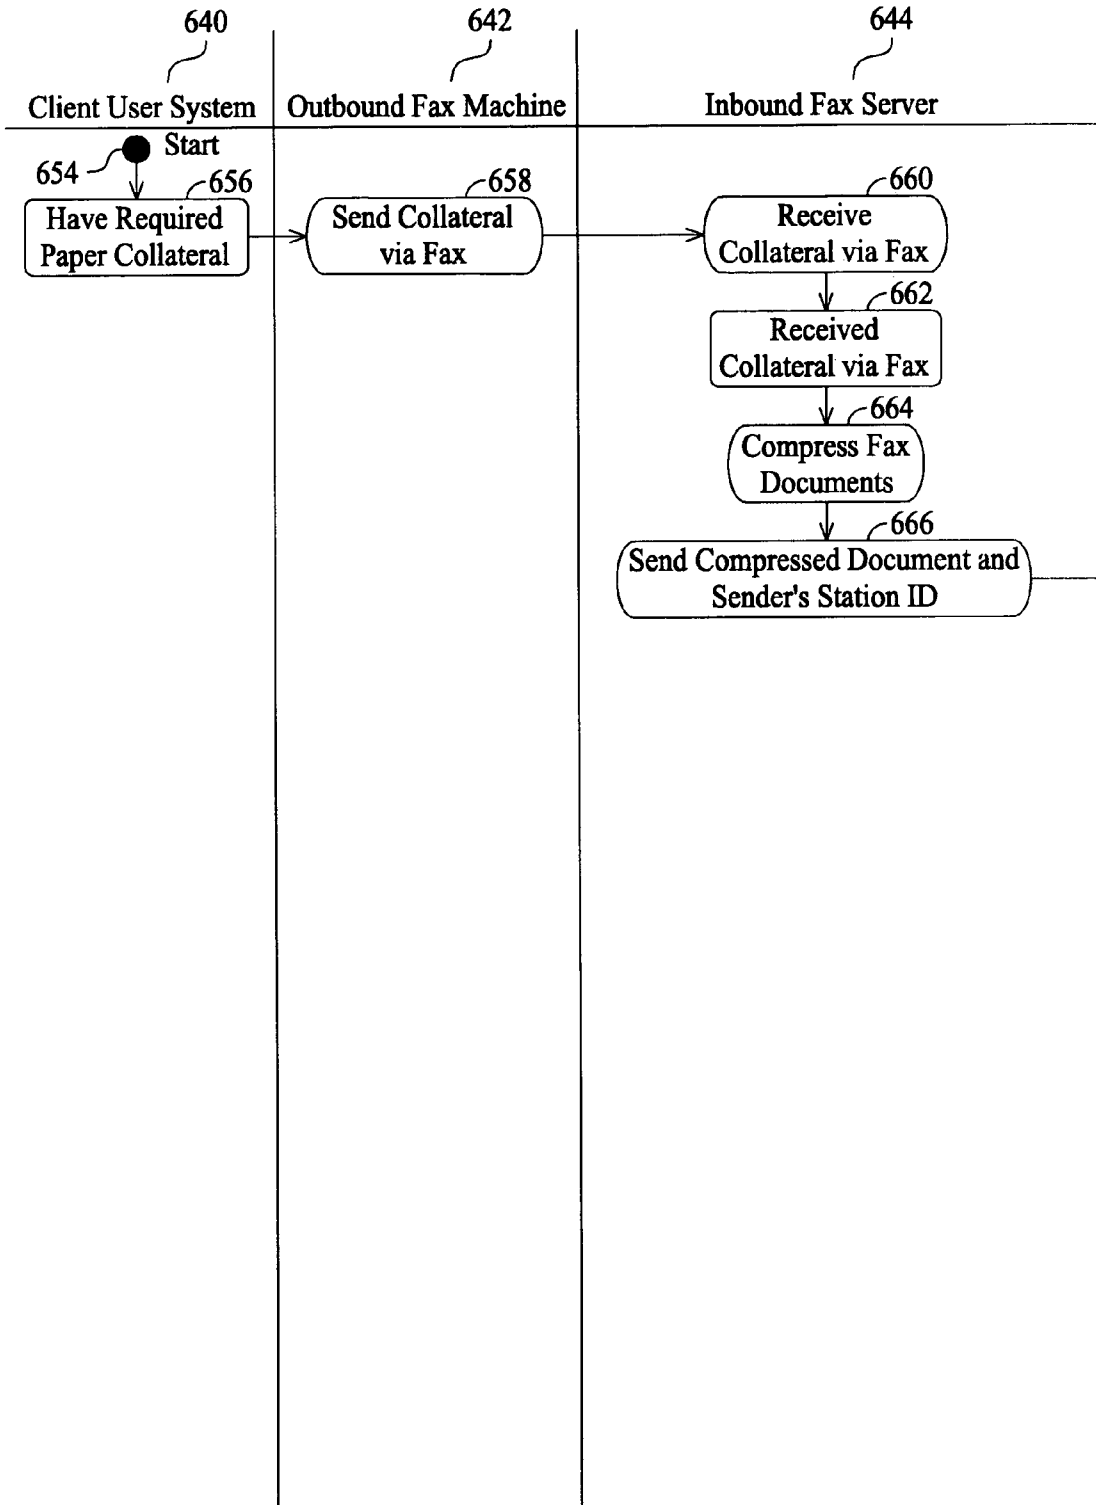 640
642
644
Client User System
Outbound Fax Machine
Inbound Fax Server
Start
654
656
Have Required
Paper Collateral
658
Send Collateral
via Fax
660
Receive
Collateral via Fax
662
Received
Collateral via Fax
664
Compress Fax
Documents
666
Send Compressed Document and
Sender's Station ID